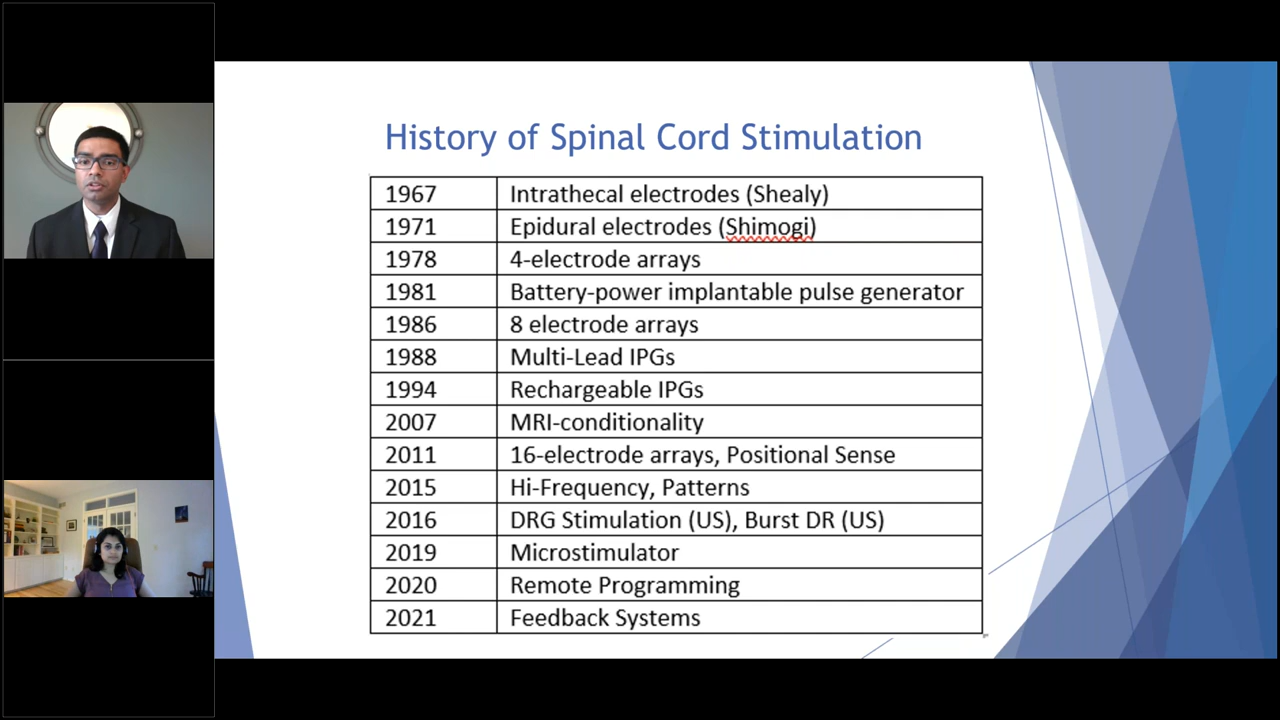 History of Spinal Cord Stimulation
1967 Intrathecal electrodes (Shealy)
1971 Epidural electrodes (Shimogi)
1978 4-electrode arrays
1981 Battery-power implantable pulse generator
1986 8 electrode arrays
1988 Multi-Lead IPGs
1994 Rechargeable IPGs
2007 MRI-conditionality
2011 16-electrode arrays, Positional Sense
2015 Hi-Frequency, Patterns
2016 DRG Stimulation (US), Burst DR (US)
2019 Microstimulator
2020 Remote Programming
2021 Feedback Systems